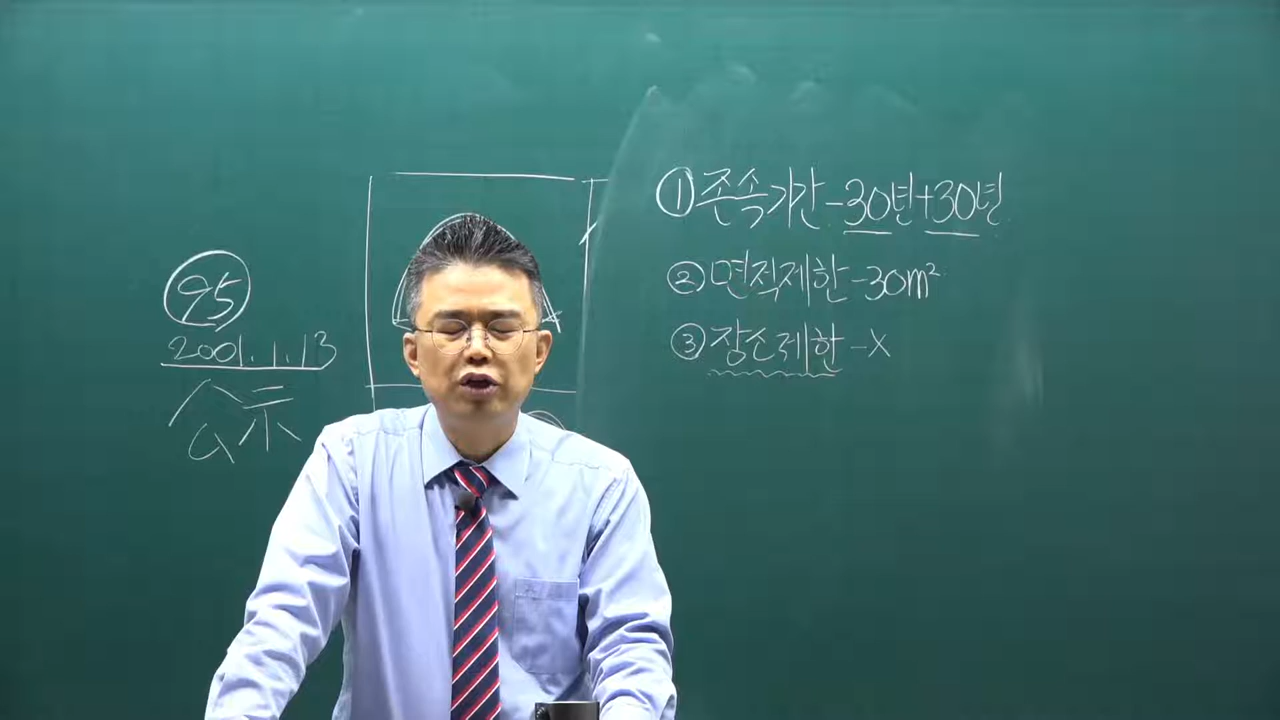 95
2001.1.13
公示
① 존속기간-30년+30년
② 면적제한-30m²
③ 장소제한-X